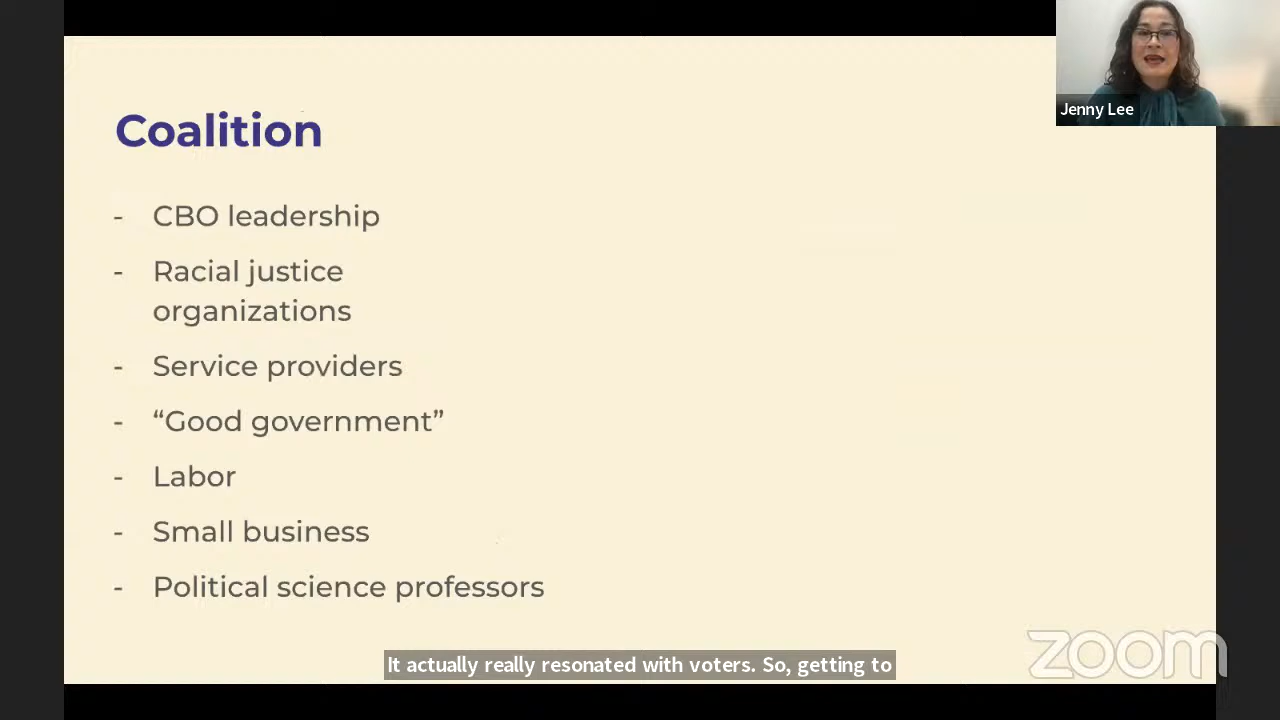 Jenny Lee
Coalition
- CBO leadership
- Racial justice
organizations
- Service providers
- “Good government”
- Labor
- Small business
- Political science professors
It actually really resonated with voters. So, getting to
zoom